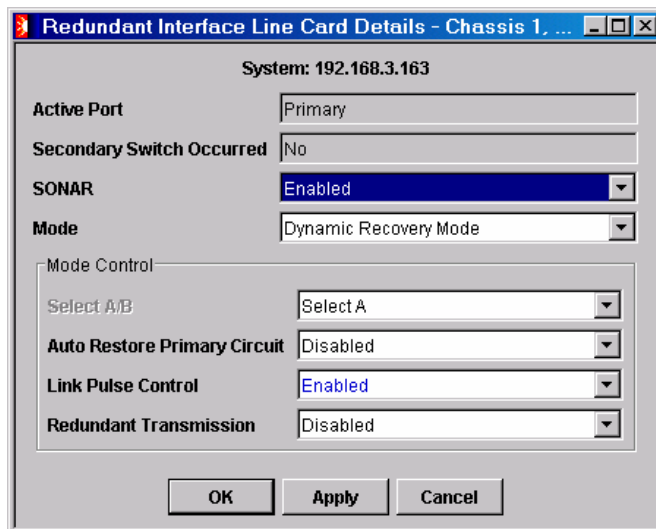 Redundant Interface Line Card Details - Chassis 1, ...
System: 192.168.3.163
Active Port Primary
Secondary Switch Occurred No
SONAR Enabled
Mode Dynamic Recovery Mode
Mode Control
Select A/B Select A
Auto Restore Primary Circuit Disabled
Link Pulse Control Enabled
Redundant Transmission Disabled
OK Apply Cancel